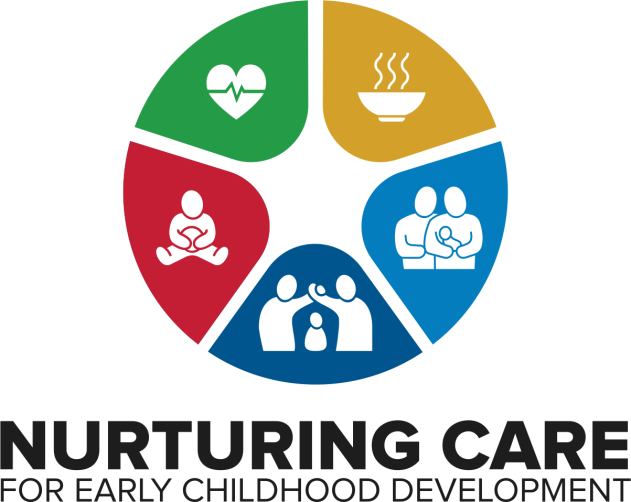 NURTURING CARE
FOR EARLY CHILDHOOD DEVELOPMENT